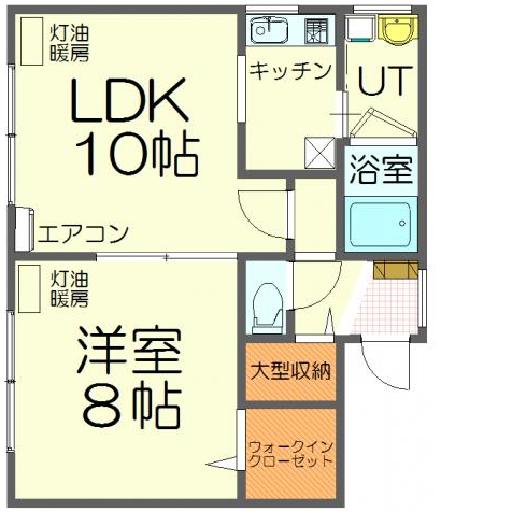 灯油
暖房
LDK
10帖
キッチン
UT
浴室
エアコン
灯油
暖房
洋室
8帖
大型収納
ウォークイン
クローゼット